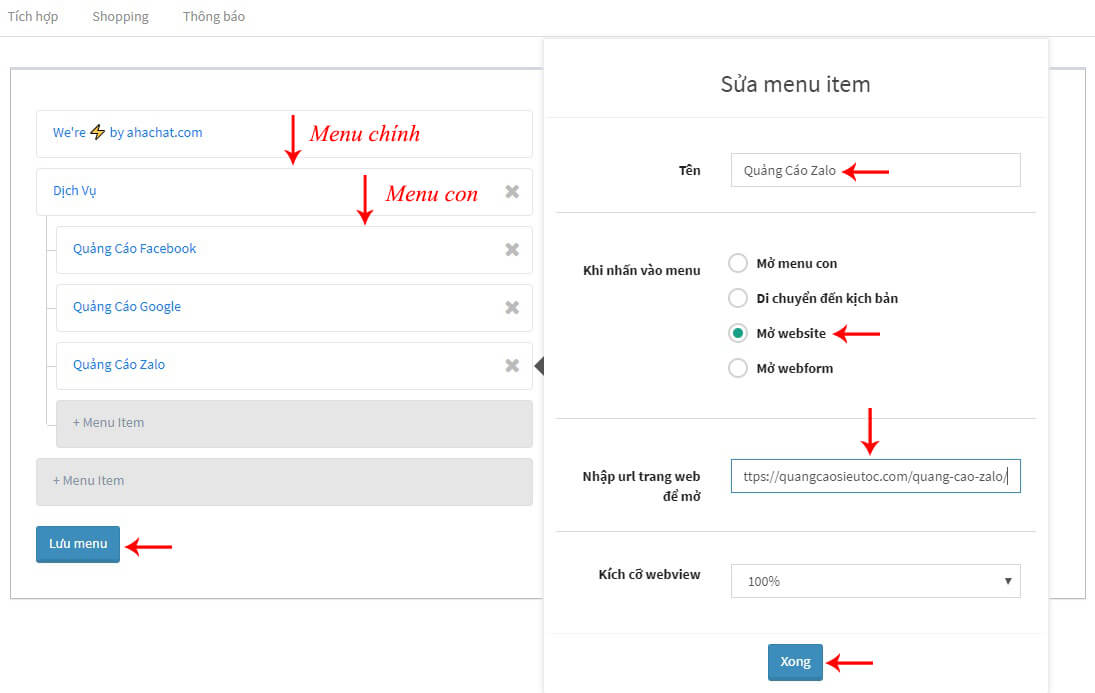 Tích hợp Shopping Thông báo
We're ⚡ by ahachat.com
Menu chính
Dịch Vụ
Menu con
Quảng Cáo Facebook
Quảng Cáo Google
Quảng Cáo Zalo
+ Menu Item
+ Menu Item
Lưu menu
Sửa menu item
Tên
Quảng Cáo Zalo
Khi nhấn vào menu
Mở menu con
Di chuyển đến kịch bản
Mở website
Mở webform
Nhập url trang web
để mở
ttps://quangcaosieutoc.com/quang-cao-zalo/
Kích cỡ webview
100%
Xong